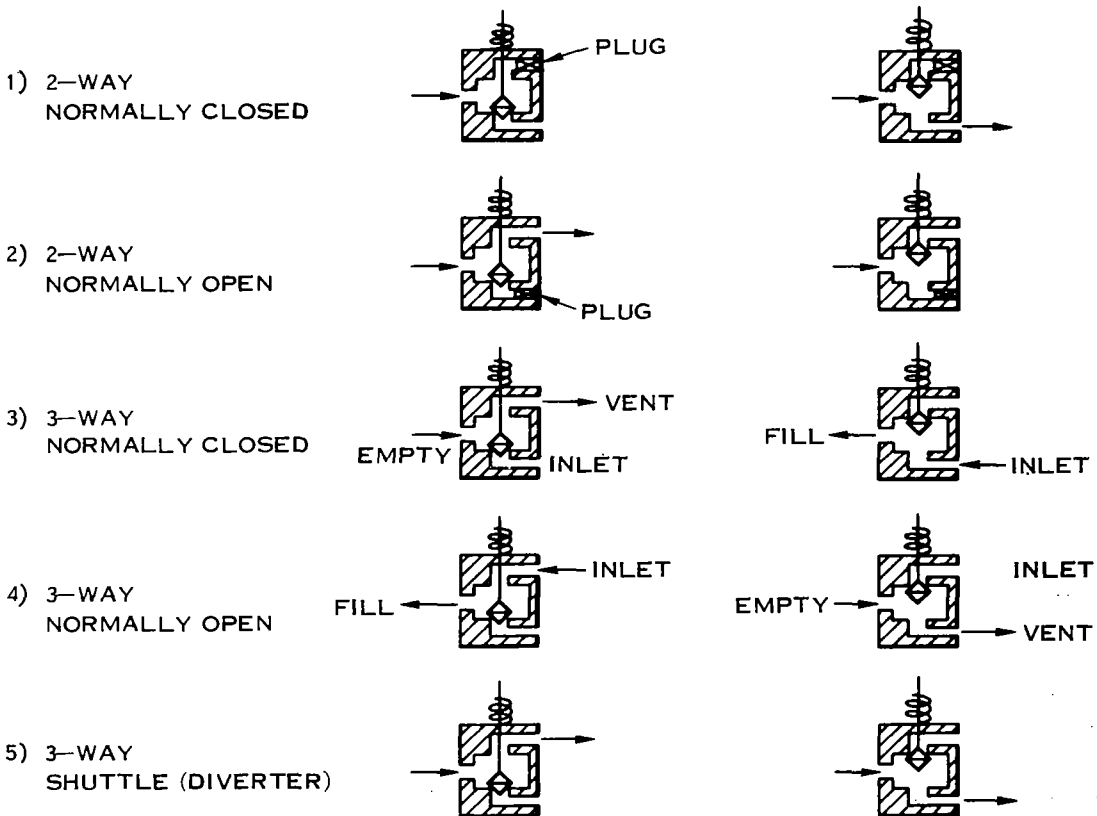 PLUG
1) 2-WAY
NORMALLY CLOSED
2) 2-WAY
NORMALLY OPEN
PLUG
3) 3-WAY
NORMALLY CLOSED
VENT
EMPTY
INLET
FILL
INLET
4) 3-WAY
NORMALLY OPEN
INLET
FILL
INLET
EMPTY
VENT
5) 3-WAY
SHUTTLE (DIVERTER)